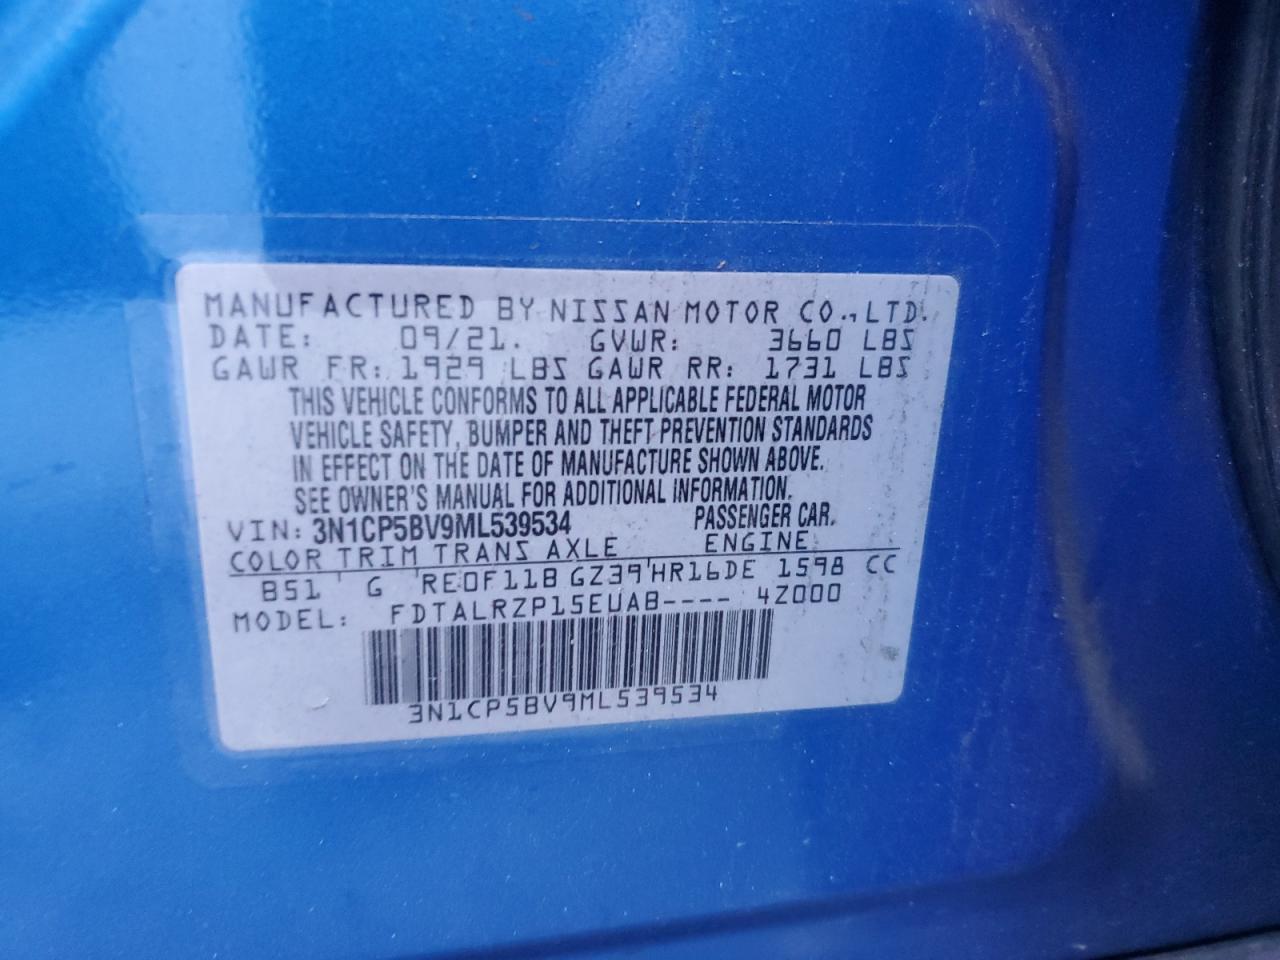 MANUFACTURED BY NISSAN MOTOR CO., LTD.
DATE: 09/21. GVWR: 3660 LBS
GAWR FR: 1929 LBS GAWR RR: 1731 LBS
THIS VEHICLE CONFORMS TO ALL APPLICABLE FEDERAL MOTOR
VEHICLE SAFETY, BUMPER AND THEFT PREVENTION STANDARDS
IN EFFECT ON THE DATE OF MANUFACTURE SHOWN ABOVE.
SEE OWNER'S MANUAL FOR ADDITIONAL INFORMATION.
VIN: 3N1CP5BV9ML539534 PASSENGER CAR.
COLOR TRIM TRANS AXLE ENGINE
B51 ' G ' RE0F11B GZ39'HR16DE 1598 CC
MODEL: FDTALRZP15EUAB---- 4Z000
3N1CP5BV9ML539534